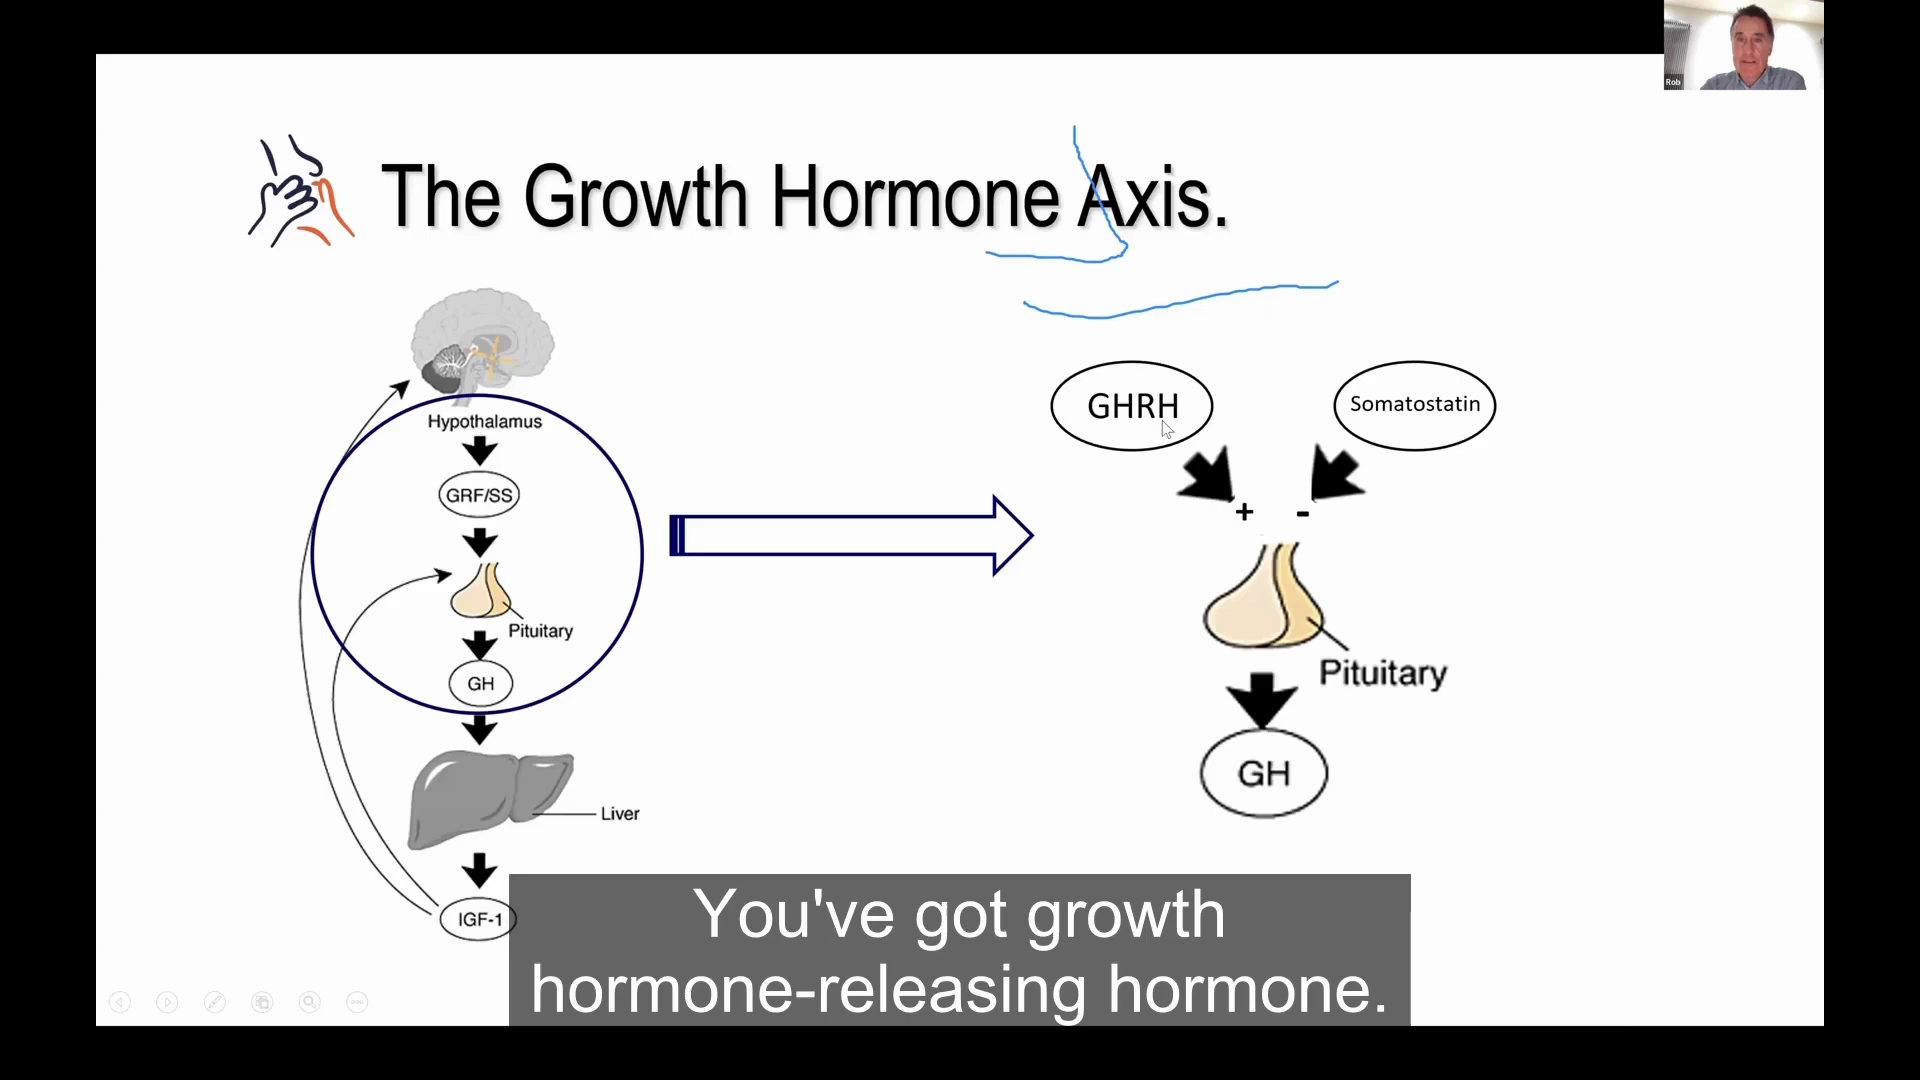 Rob
The Growth Hormone Axis.
Hypothalamus
GRF/SS
Pituitary
GH
Liver
IGF-1
GHRH
Somatostatin
+ -
Pituitary
GH
You've got growth
hormone-releasing hormone.